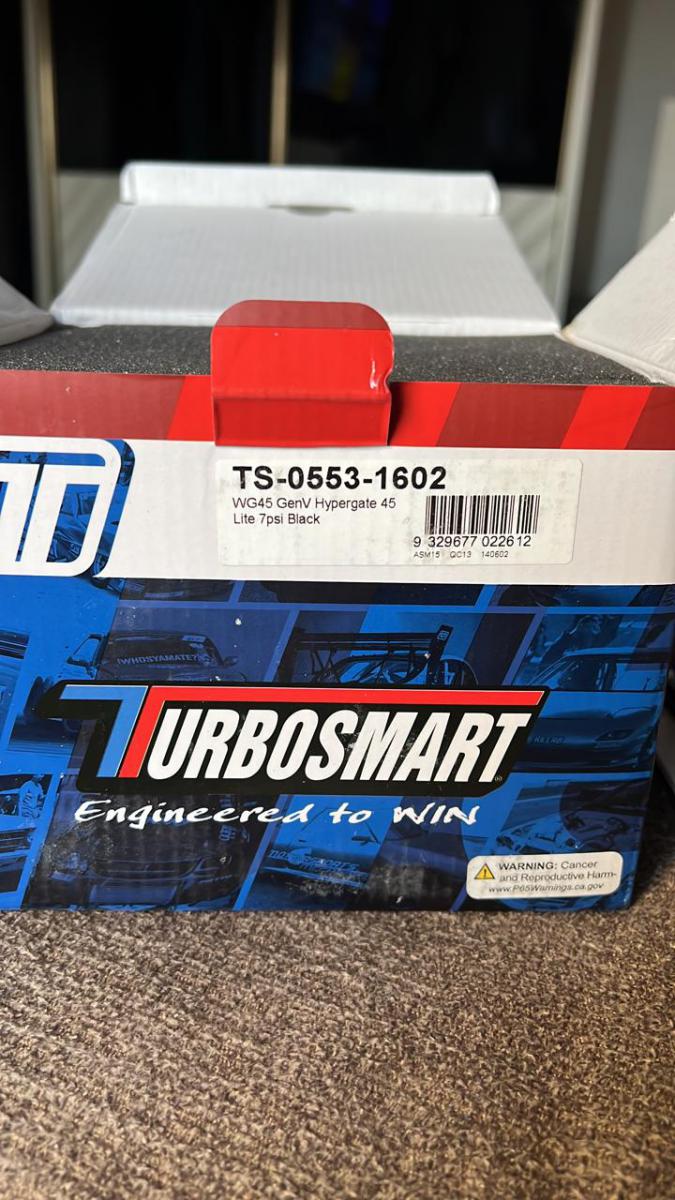 TS-0553-1602
WG45 GenV Hypergate 45
Lite 7psi Black
9 329677 022612
ASM15 QC13 140602
IWHOSYAMATE?
TURBOSMART
Engineered to WIN
WARNING: Cancer
and Reproductive Harm-
www.P65Warnings.ca.gov